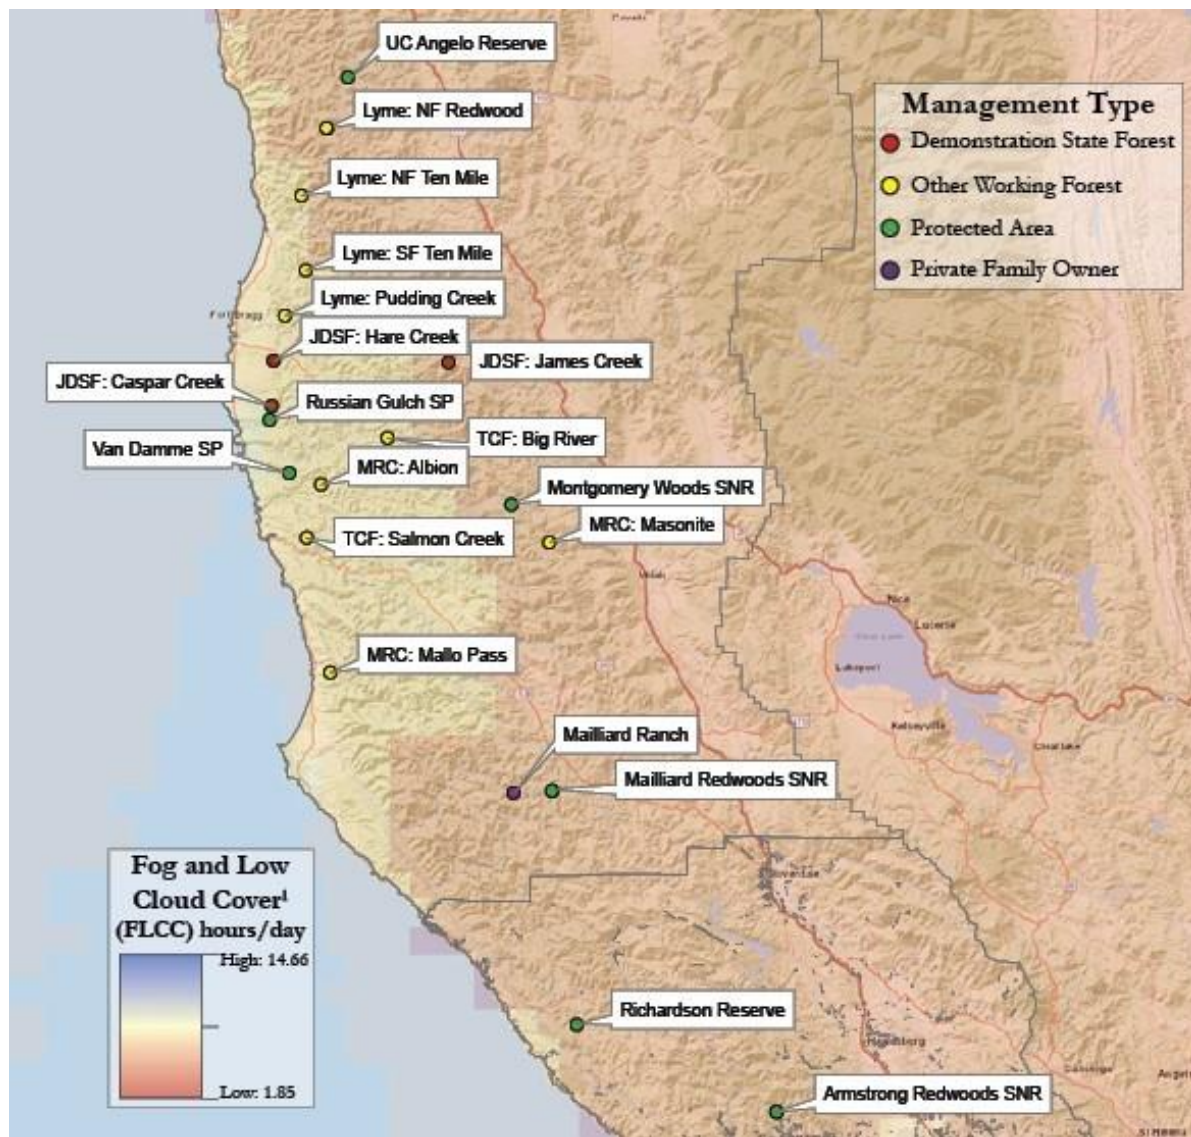 UC Angelo Reserve
Lyme: NF Redwood
Management Type
Demonstration State Forest
Other Working Forest
Protected Area
Private Family Owner
Lyme: NF Ten Mile
Lyme: SF Ten Mile
Lyme: Pudding Creek
Fort Bragg
JDSF: Hare Creek
JDSF: James Creek
JDSF: Caspar Creek
Russian Gulch SP
TCF: Big River
Van Damme SP
MRC: Albion
Montgomery Woods SNR
MRC: Masonite
TCF: Salmon Creek
Ukiah
Nice
Lucerne
Clear Lake
Lakeport
MRC: Mallo Pass
Kelseyville
Clearlake
Mailliard Ranch
Mailliard Redwoods SNR
Fog and Low
Cloud Cover¹
(FLCC) hours/day
High: 14.66
Low: 1.85
Cloverdale
Richardson Reserve
Healdsburg
Calistoga
Armstrong Redwoods SNR